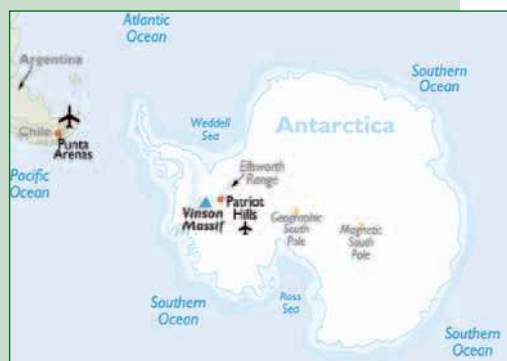 Atlantic
Ocean
Argentina
Southern
Ocean
Weddell
Sea
Antarctica
Chile
Punta
Arenas
Ellsworth
Range
Pacific
Ocean
Patriot
Hills
Vinson
Massif
Geographic
South
Pole
Magnetic
South
Pole
Ross
Sea
Southern
Ocean
Southern
Ocean